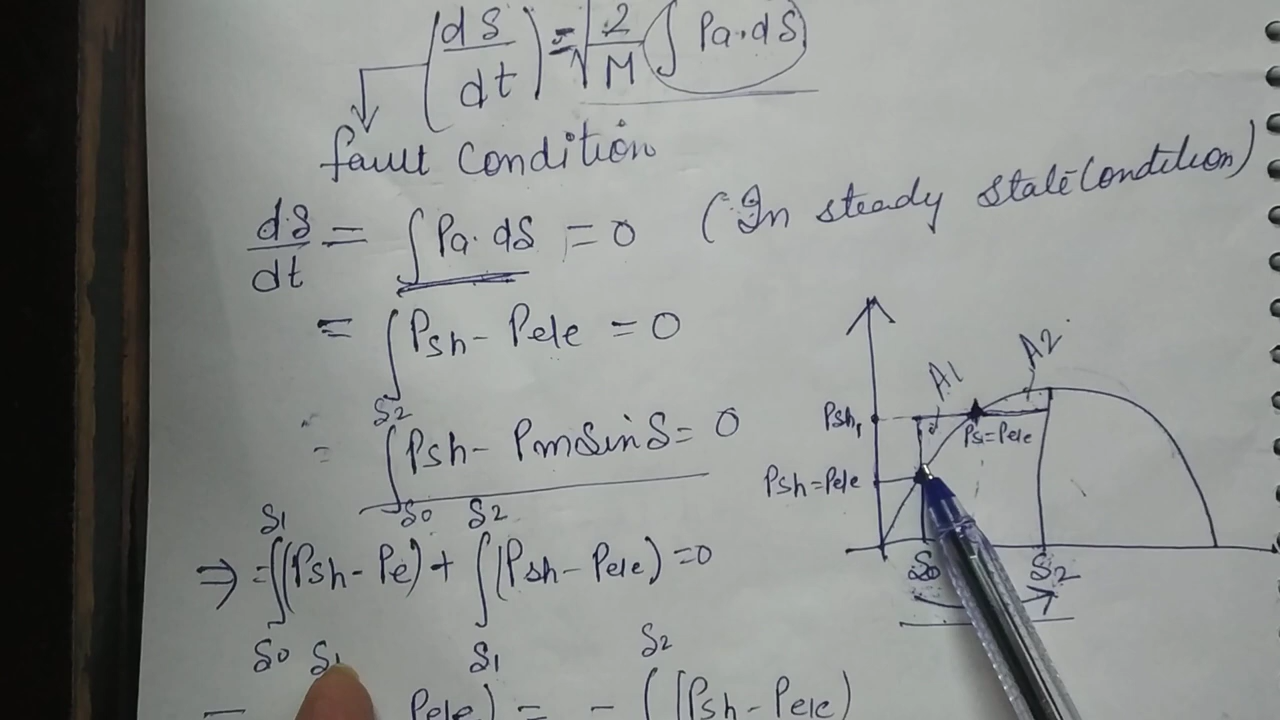 (dδ/dt) = √2/M ∫ Pa.dδ
fault Condition
dδ/dt = ∫ Pa.dδ = 0 (In steady state Condition)
= ∫ Psh - Pele = 0
δ2
= ∫ Psh - Pm Sin δ = 0
δ0
δ1 δ2
⇒ = ∫(Psh - Pe) + ∫(Psh - Pele) = 0
δ0 δ1 δ1
δ2
Pele) = - ( [Psh - Pele)
A1 A2
Psh1
Ps=Pele
Psh=Pele
δ0 δ2